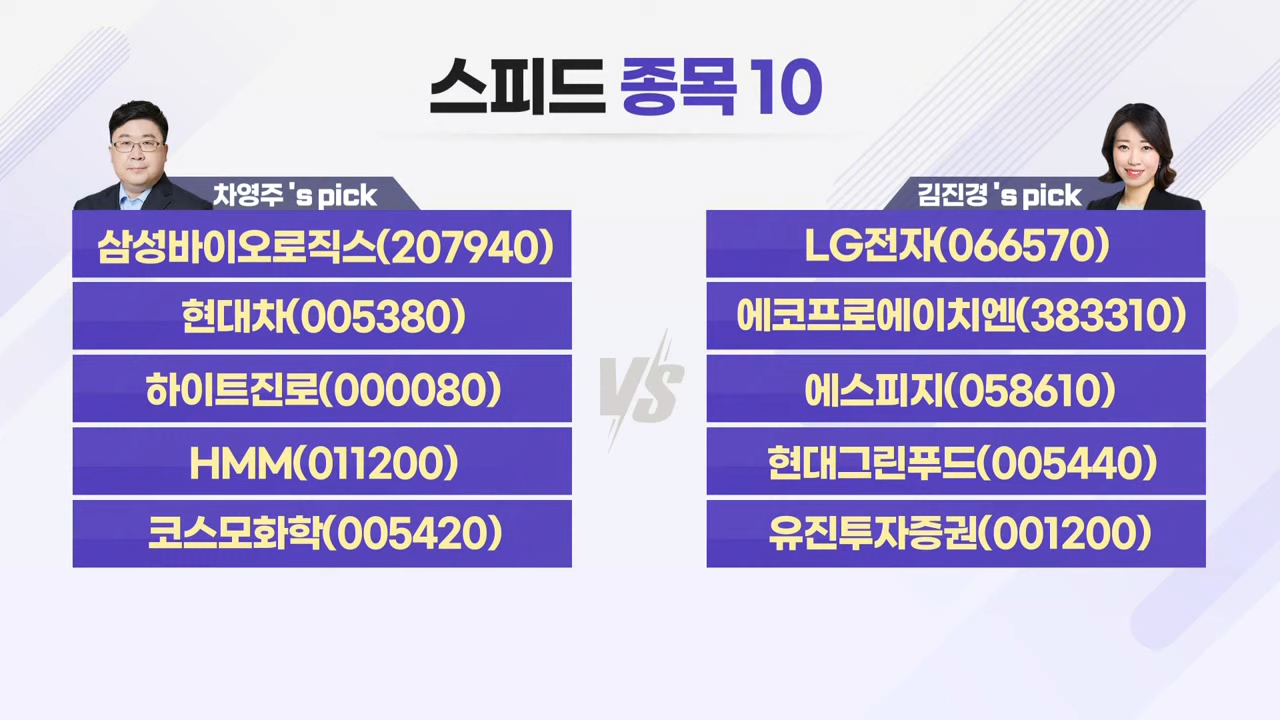 스피드 종목 10
차영주 's pick
삼성바이오로직스(207940)
현대차(005380)
하이트진로(000080)
HMM(011200)
코스모화학(005420)
VS
김진경 's pick
LG전자(066570)
에코프로에이치엔(383310)
에스피지(058610)
현대그린푸드(005440)
유진투자증권(001200)